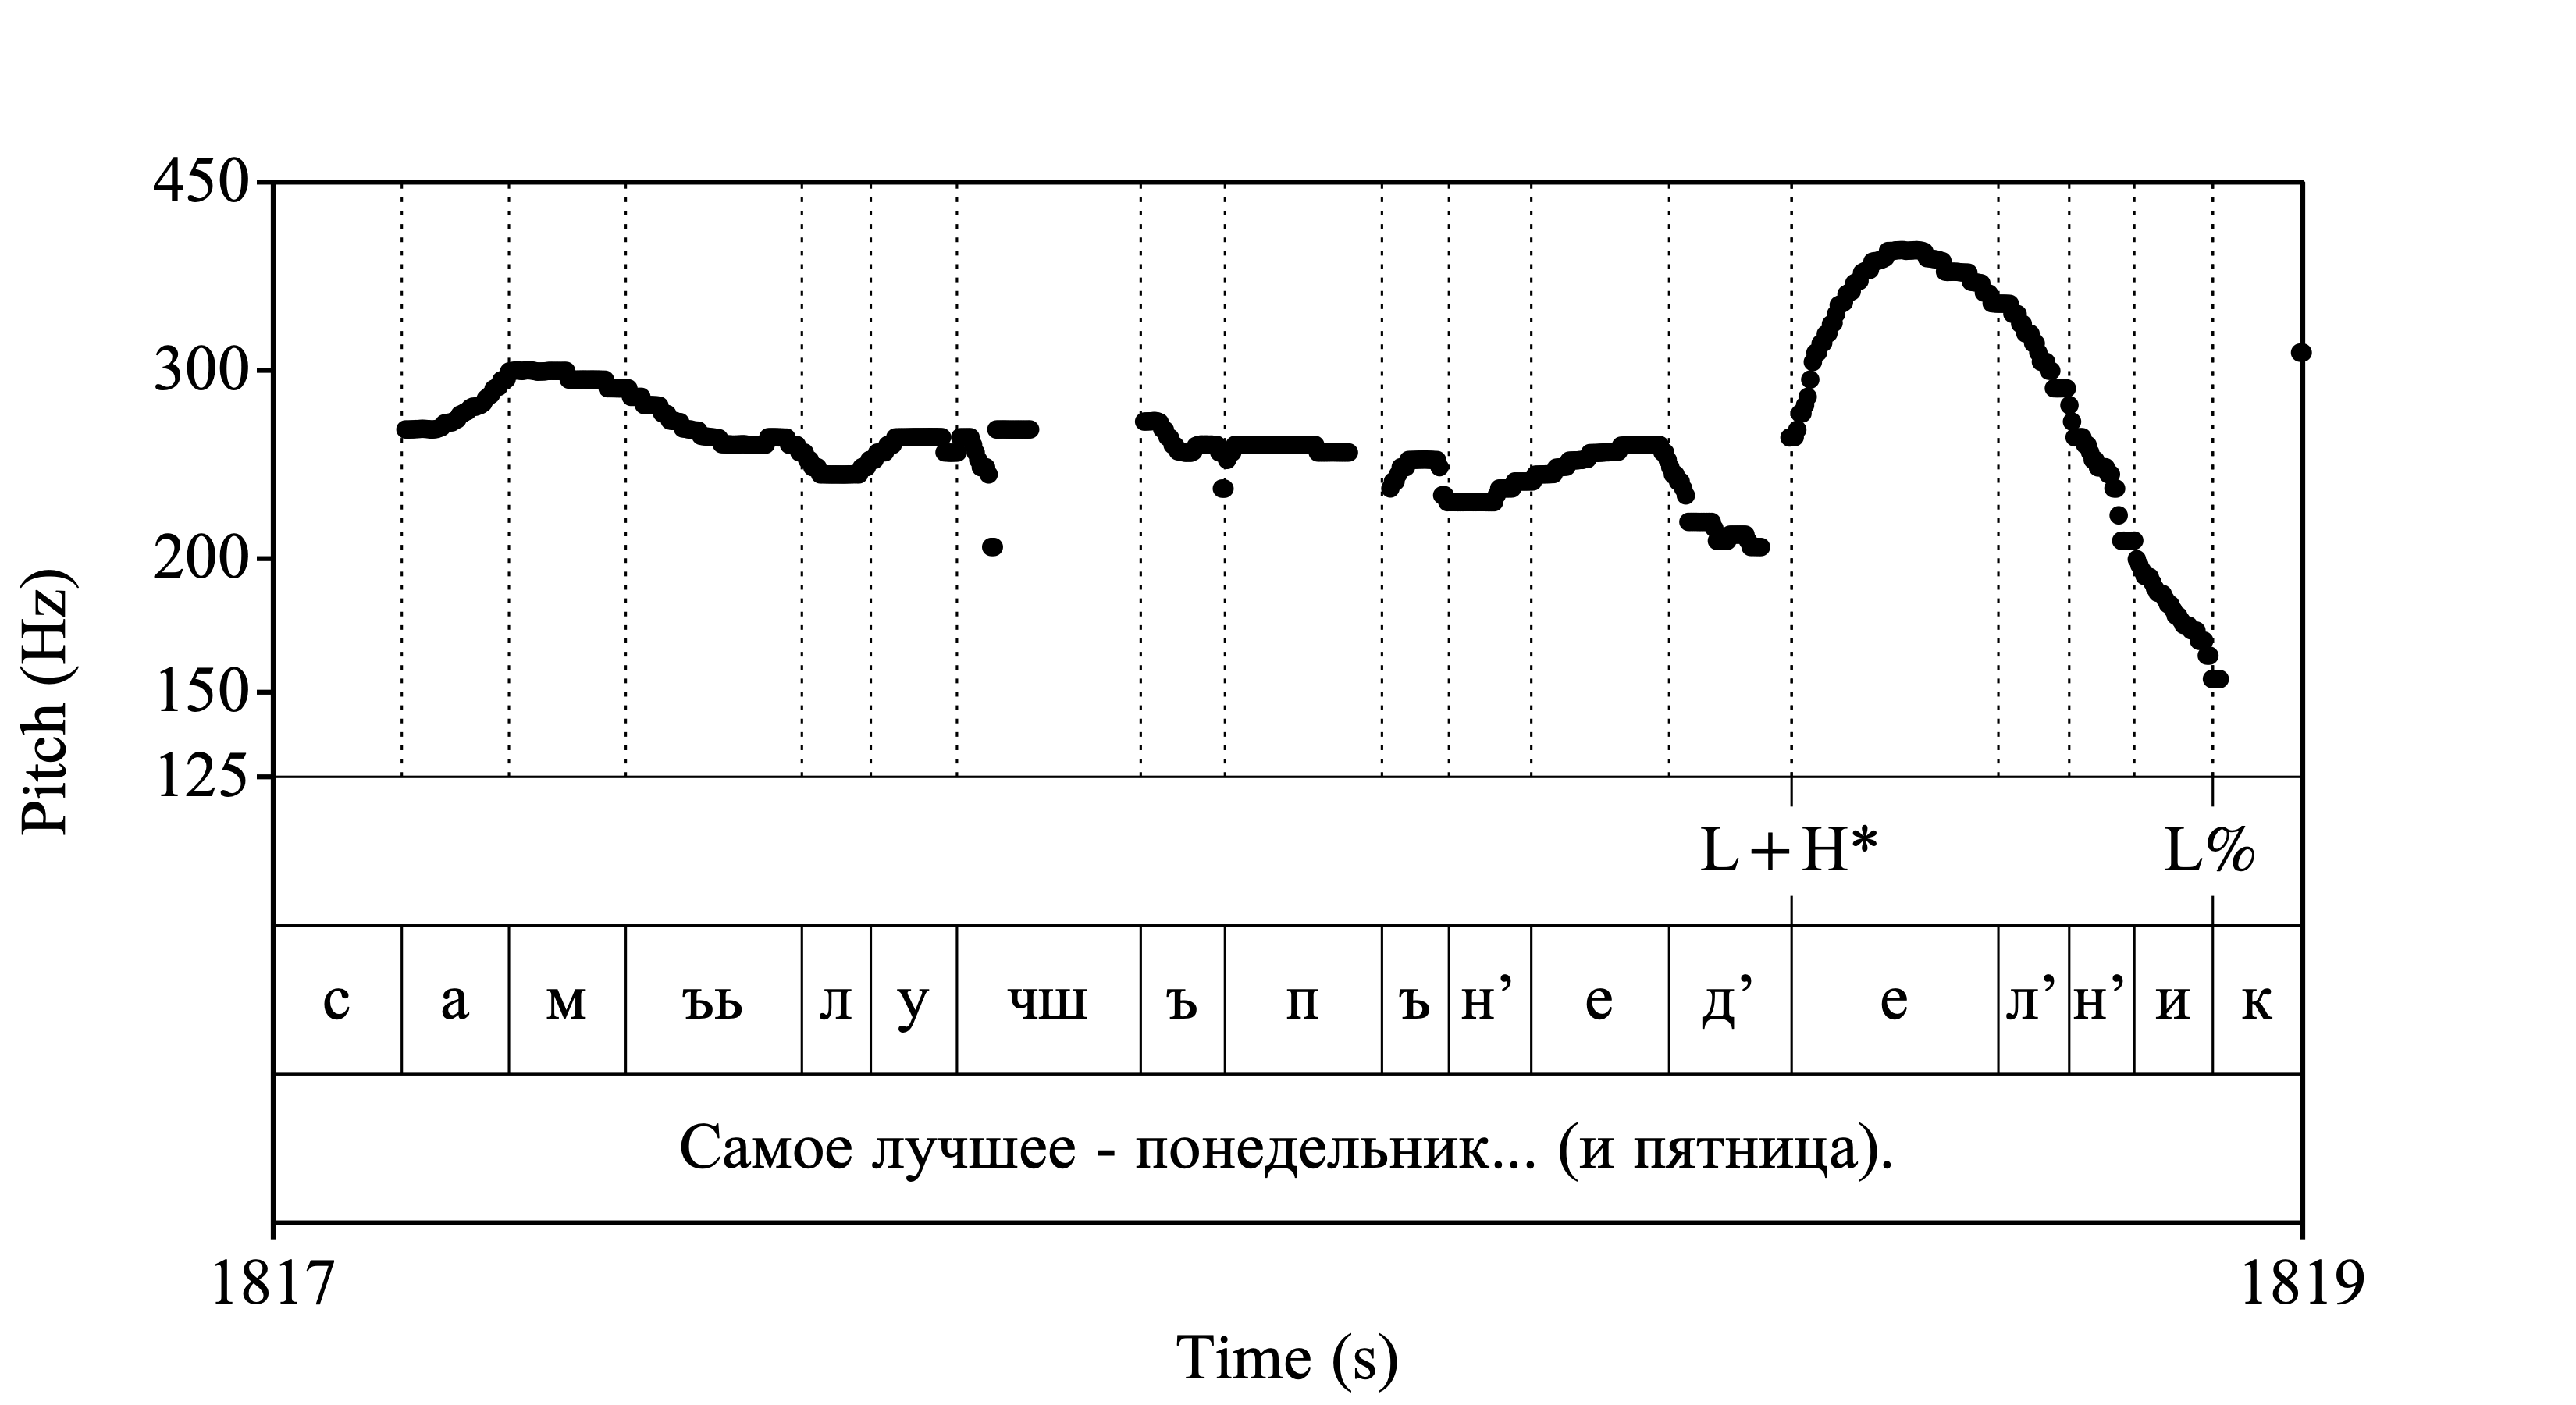 450
300
200
150
125
Pitch (Hz)
L+H* L%
с а м ъь л у чш ъ п ъ н’ е д’ е л’ н’ и к
Самое лучшее - понедельник... (и пятница).
1817 1819
Time (s)